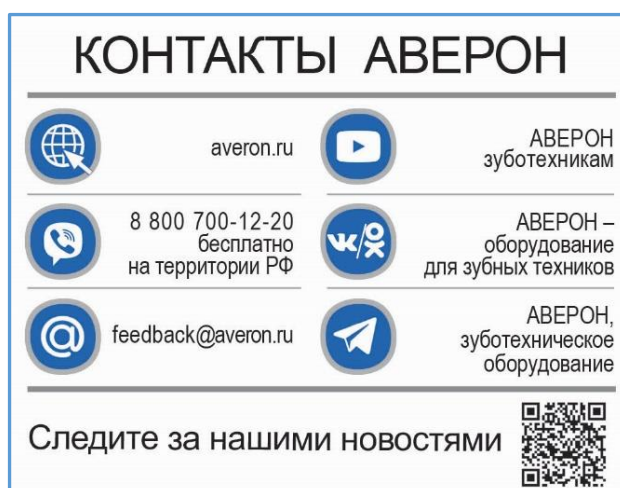 КОНТАКТЫ АВЕРОН
averon.ru
АВЕРОН
зуботехникам
8 800 700-12-20
бесплатно
на территории РФ
АВЕРОН –
оборудование
для зубных техников
feedback@averon.ru
АВЕРОН,
зуботехническое
оборудование
Следите за нашими новостями